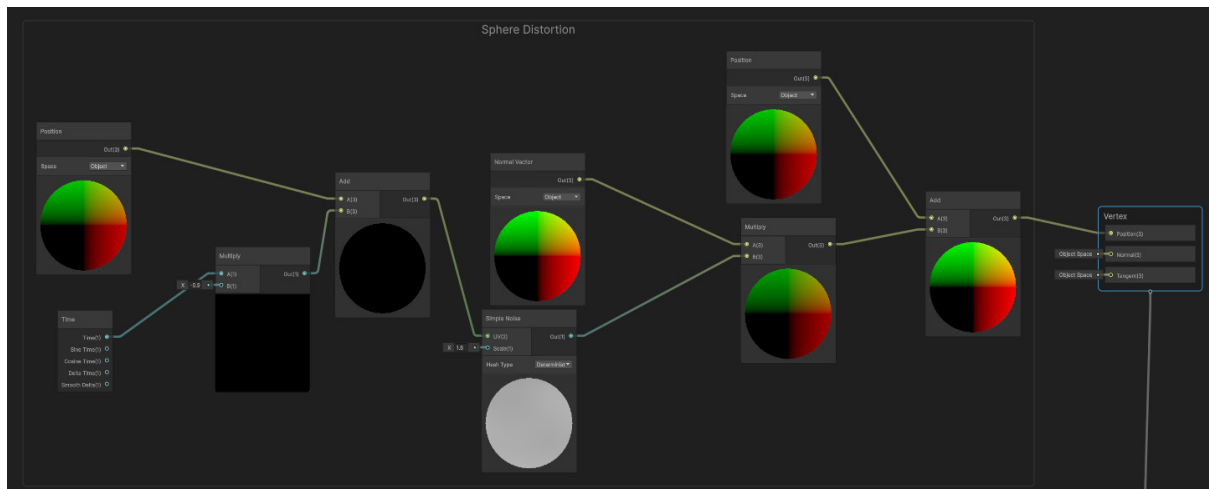 Sphere Distortion
Position
Out(3)
Space Object
Time
Time(1)
Sine Time(1)
Cosine Time(1)
Delta Time(1)
Smooth Delta(1)
Multiply
A(1) Out(1)
X B(1)
Add
A(3) Out(3)
B(3)
Normal Vector
Out(3)
Space Object
Simple Noise
UV(2) Out(1)
X 1.8 Scale(1)
Hash Type Determinist
Position
Out(3)
Space Object
Multiply
A(3) Out(3)
B(3)
Add
A(3) Out(3)
B(3)
Vertex
Position(3)
Object Space Normal(3)
Object Space Tangent(3)